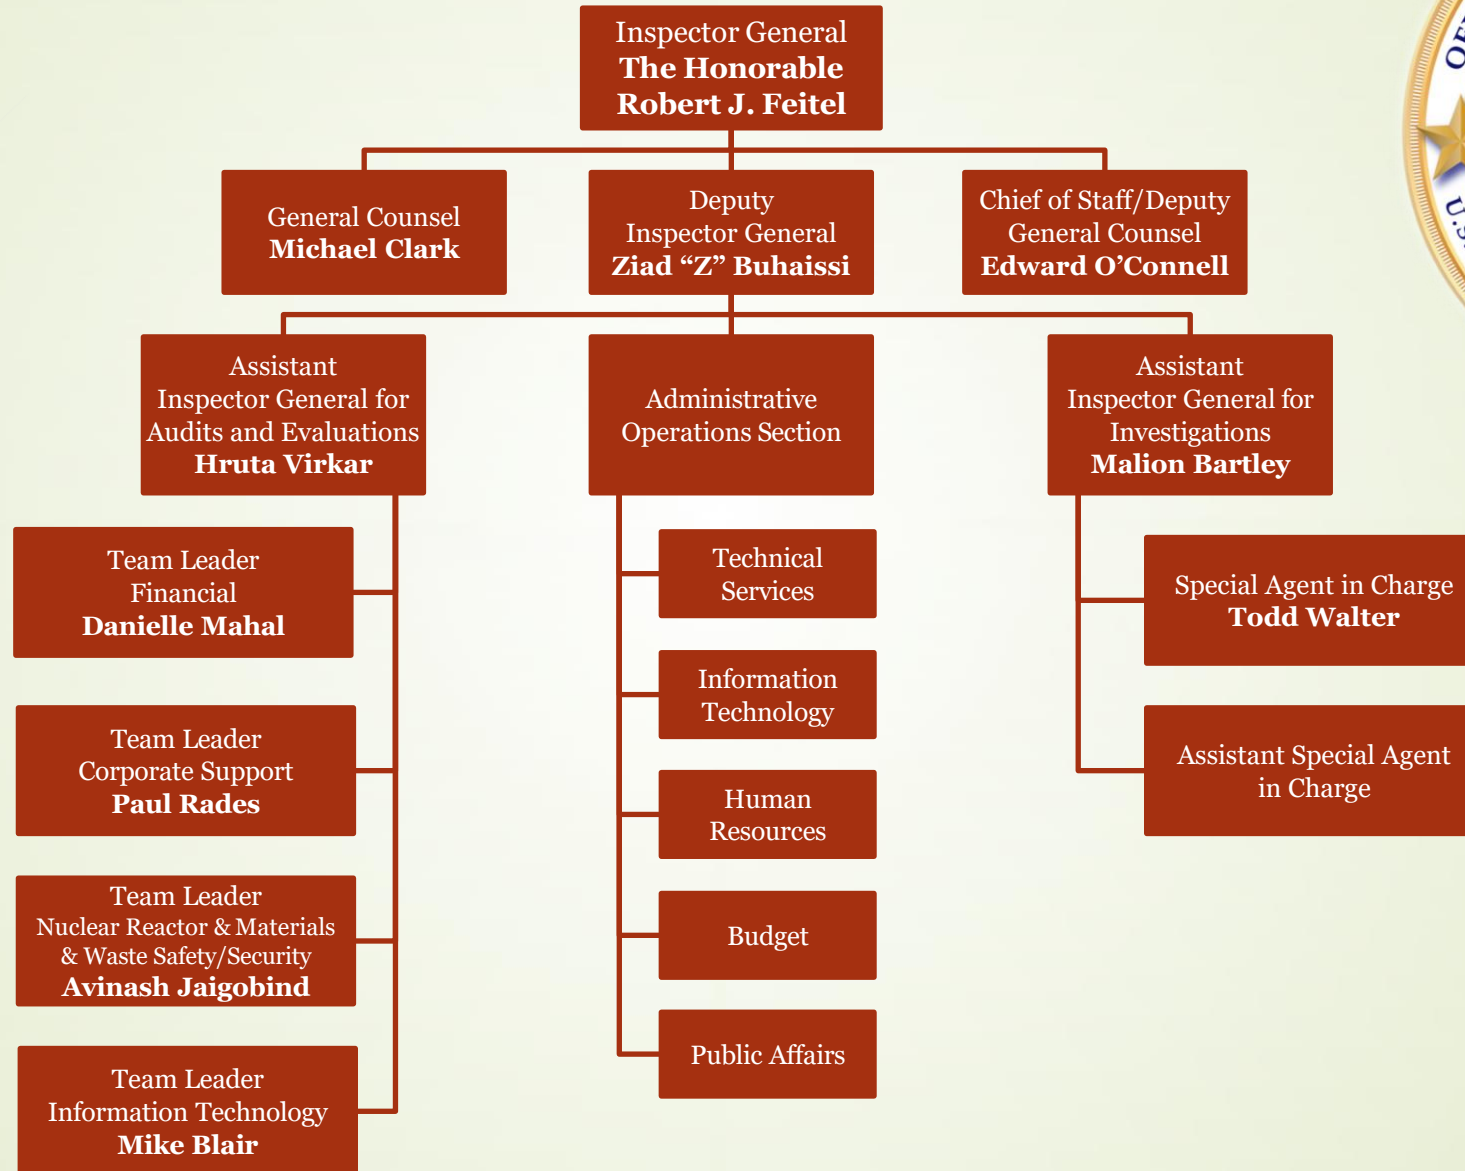 Inspector General
The Honorable
Robert J. Feitel
General Counsel
Michael Clark
Deputy
Inspector General
Ziad “Z” Buhaissi
Chief of Staff/Deputy
General Counsel
Edward O’Connell
Assistant
Inspector General for
Audits and Evaluations
Hruta Virkar
Administrative
Operations Section
Assistant
Inspector General for
Investigations
Malion Bartley
Team Leader
Financial
Danielle Mahal
Team Leader
Corporate Support
Paul Rades
Team Leader
Nuclear Reactor & Materials
& Waste Safety/Security
Avinash Jaigobind
Team Leader
Information Technology
Mike Blair
Technical
Services
Information
Technology
Human
Resources
Budget
Public Affairs
Special Agent in Charge
Todd Walter
Assistant Special Agent
in Charge
U.S.